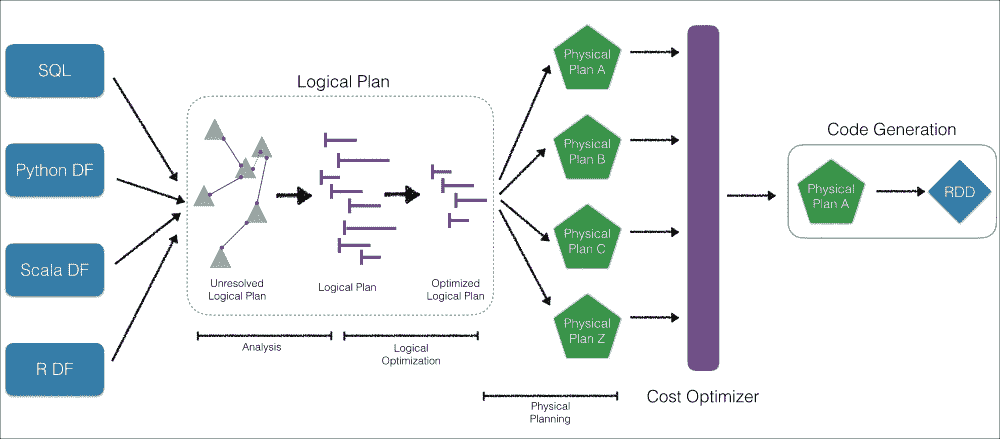 SQL
Python DF
Scala DF
R DF
Logical Plan
Unresolved
Logical Plan
Logical Plan
Optimized
Logical Plan
Analysis
Logical
Optimization
Physical
Plan A
Physical
Plan B
Physical
Plan C
Physical
Plan Z
Physical
Planning
Cost Optimizer
Code Generation
Physical
Plan A
RDD